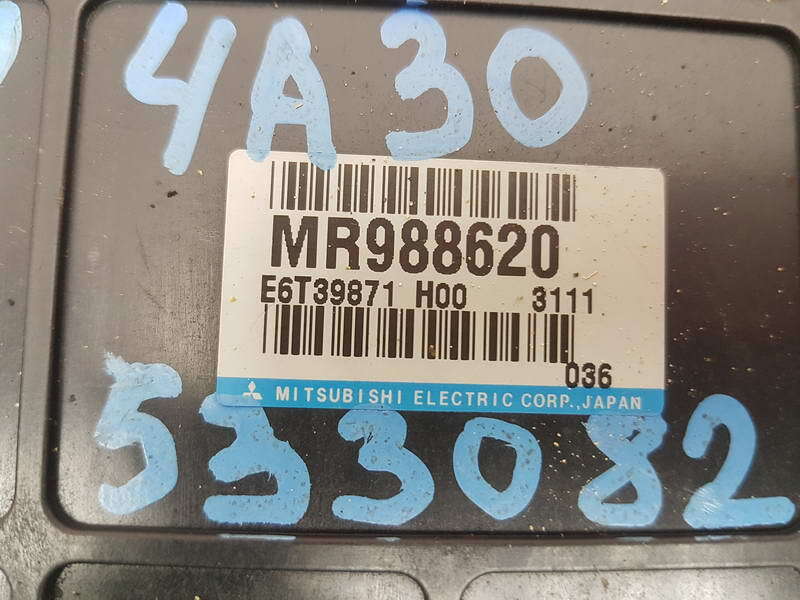 4A30
MR988620
E6T39871 H00 3111
036
MITSUBISHI ELECTRIC CORP., JAPAN
533082